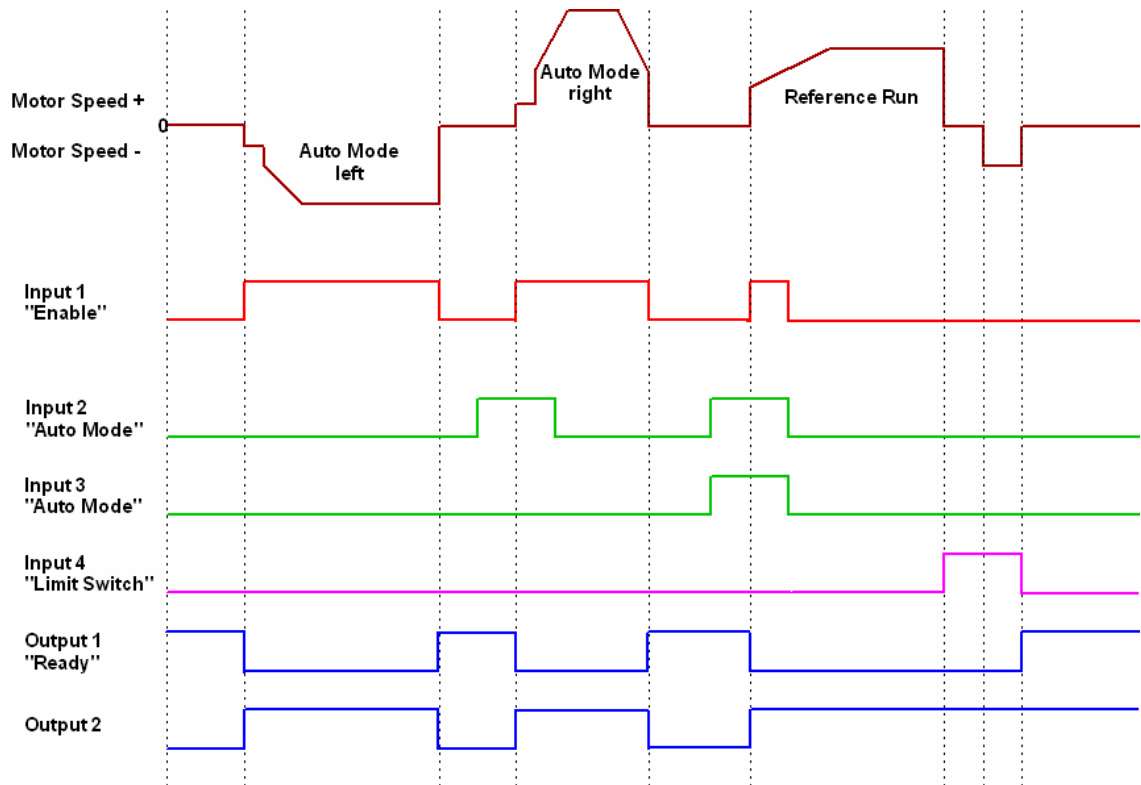 Motor Speed +
0
Motor Speed -
Auto Mode
left
Auto Mode
right
Reference Run
Input 1
"Enable"
Input 2
"Auto Mode"
Input 3
"Auto Mode"
Input 4
"Limit Switch"
Output 1
"Ready"
Output 2